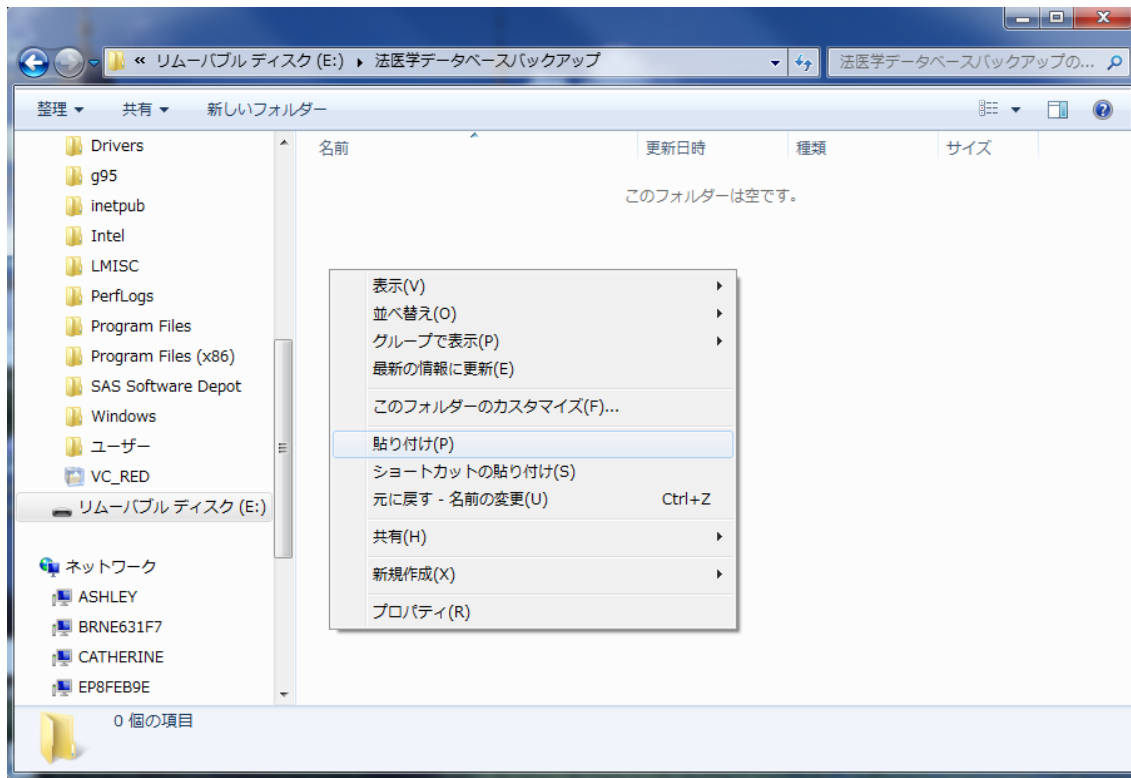 « リムーバブル ディスク (E:) ▸ 法医学データベースバックアップ
法医学データベースバックアップの...
整理 ▼ 共有 ▼ 新しいフォルダー
Drivers
g95
inetpub
Intel
LMISC
PerfLogs
Program Files
Program Files (x86)
SAS Software Depot
Windows
ユーザー
VC_RED
リムーバブル ディスク (E:)
ネットワーク
ASHLEY
BRNE631F7
CATHERINE
EP8FEB9E
名前 更新日時 種類 サイズ
このフォルダーは空です。
表示(V)
並べ替え(O)
グループで表示(P)
最新の情報に更新(E)
このフォルダーのカスタマイズ(F)...
貼り付け(P)
ショートカットの貼り付け(S)
元に戻す - 名前の変更(U) Ctrl+Z
共有(H)
新規作成(X)
プロパティ(R)
0 個の項目